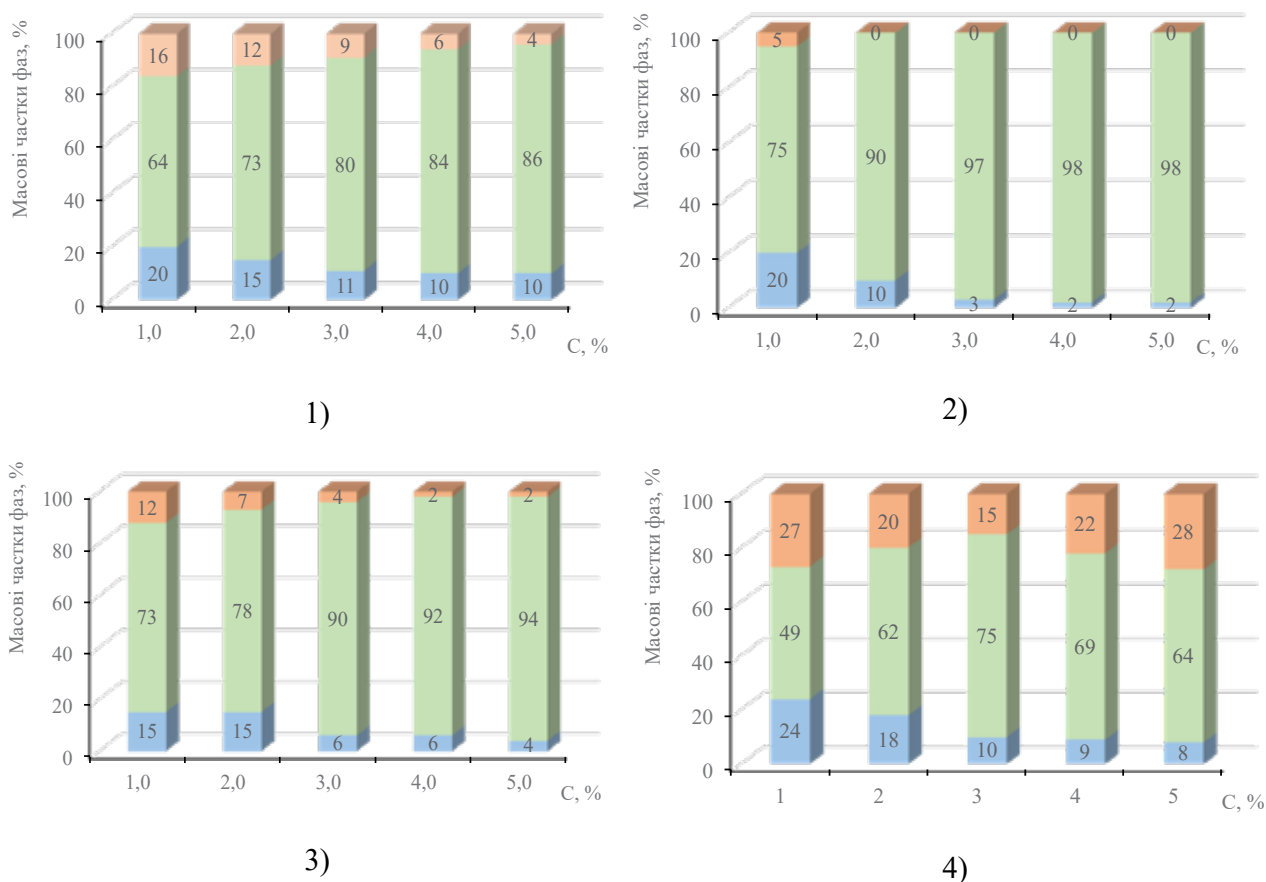 Масові частки фаз, %
100
80
60
40
20
0
16 12 9 6 4
64 73 80 84 86
20 15 11 10 10
1,0 2,0 3,0 4,0 5,0
С, %
1)
Масові частки фаз, %
100
80
60
40
20
0
5 0 0 0 0
75 90 97 98 98
20 10 3 2 2
1,0 2,0 3,0 4,0 5,0
С, %
2)
Масові частки фаз, %
100
80
60
40
20
0
12 7 4 2 2
73 78 90 92 94
15 15 6 6 4
1,0 2,0 3,0 4,0 5,0
С, %
3)
Масові частки фаз, %
100
80
60
40
20
0
27 20 15 22 28
49 62 75 69 64
24 18 10 9 8
1 2 3 4 5
С, %
4)